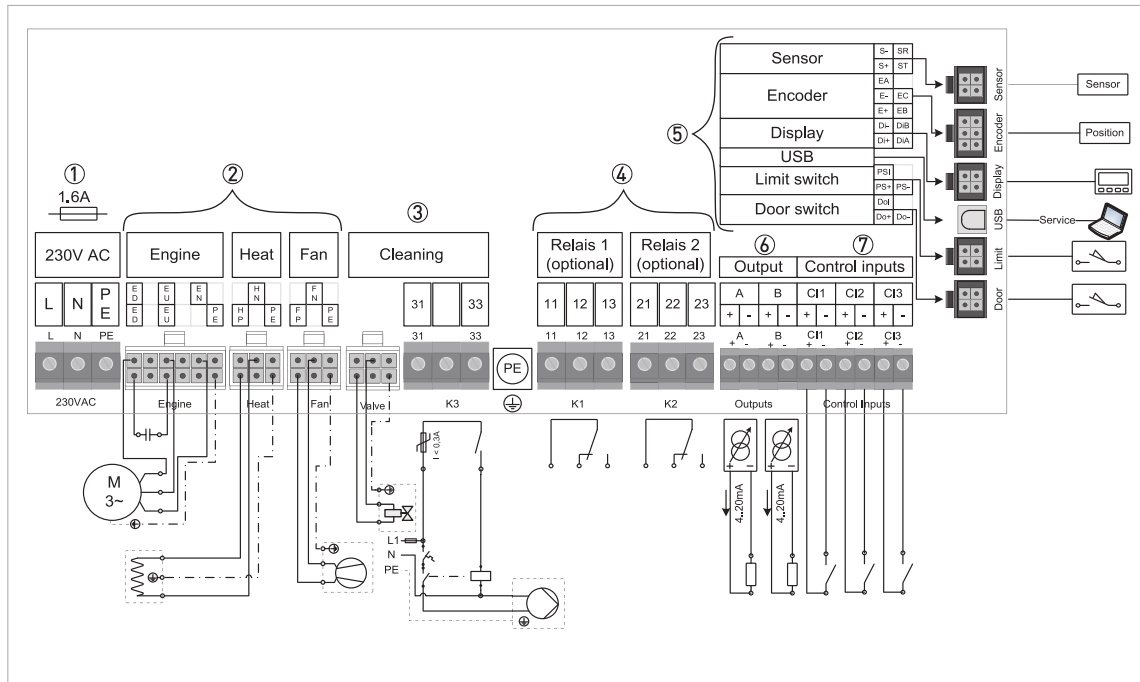 ①
1.6A
②
③
④
⑤
Sensor
S- SR
S+ ST
Encoder
EA
E- EC
E+ EB
Display
Di- DiB
Di+ DiA
USB
Limit switch
PSI
PS+ PS-
Door switch
DoI
Do+ Do-
Sensor
Encoder
Display
USB
Limit
Door
Sensor
Position
Service
230V AC
Engine
Heat
Fan
Cleaning
Relais 1
(optional)
Relais 2
(optional)
⑥
Output
⑦
Control inputs
L N PE
ED EU EN
ED EU PE
HN
HP PE
FN
FP PE
31 33
11 12 13
21 22 23
A B CI1 CI2 CI3
+ - + - + - + - + -
L N PE
31 33
11 12 13
21 22 23
A B CI1 CI2 CI3
+ - + - + - + - + -
PE
230VAC
Engine
Heat
Fan
Valve
K3
K1
K2
Outputs
Control Inputs
I < 0,3A
M
3~
L1
N
PE
+ -
+ -
4..20mA
4..20mA